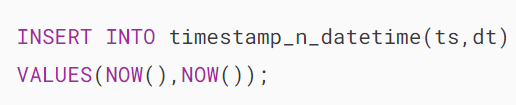 INSERT INTO timestamp_n_datetime(ts,dt)
VALUES(NOW(),NOW());